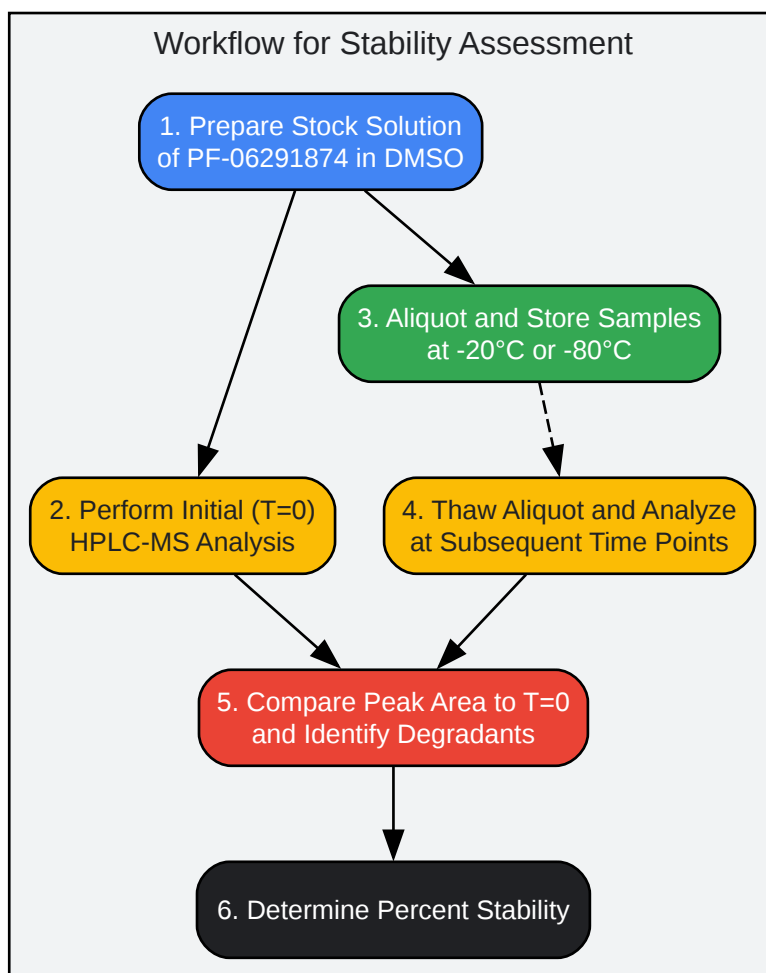 Workflow for Stability Assessment
1. Prepare Stock Solution
of PF-06291874 in DMSO
3. Aliquot and Store Samples
at -20°C or -80°C
2. Perform Initial (T=0)
HPLC-MS Analysis
4. Thaw Aliquot and Analyze
at Subsequent Time Points
5. Compare Peak Area to T=0
and Identify Degradants
6. Determine Percent Stability